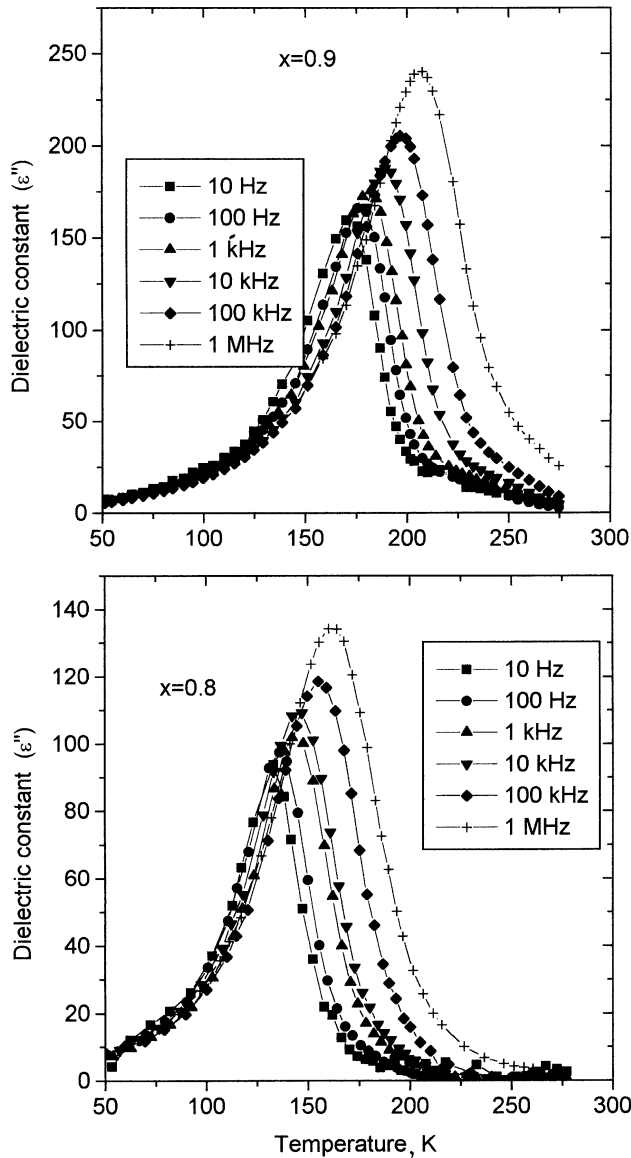 x=0.9
250
200
150
100
50
0
Dielectric constant (ε")
10 Hz
100 Hz
1 kHz
10 kHz
100 kHz
1 MHz
50 100 150 200 250 300
140
120
100
80
60
40
20
0
Dielectric constant (ε")
x=0.8
10 Hz
100 Hz
1 kHz
10 kHz
100 kHz
1 MHz
50 100 150 200 250 300
Temperature, K